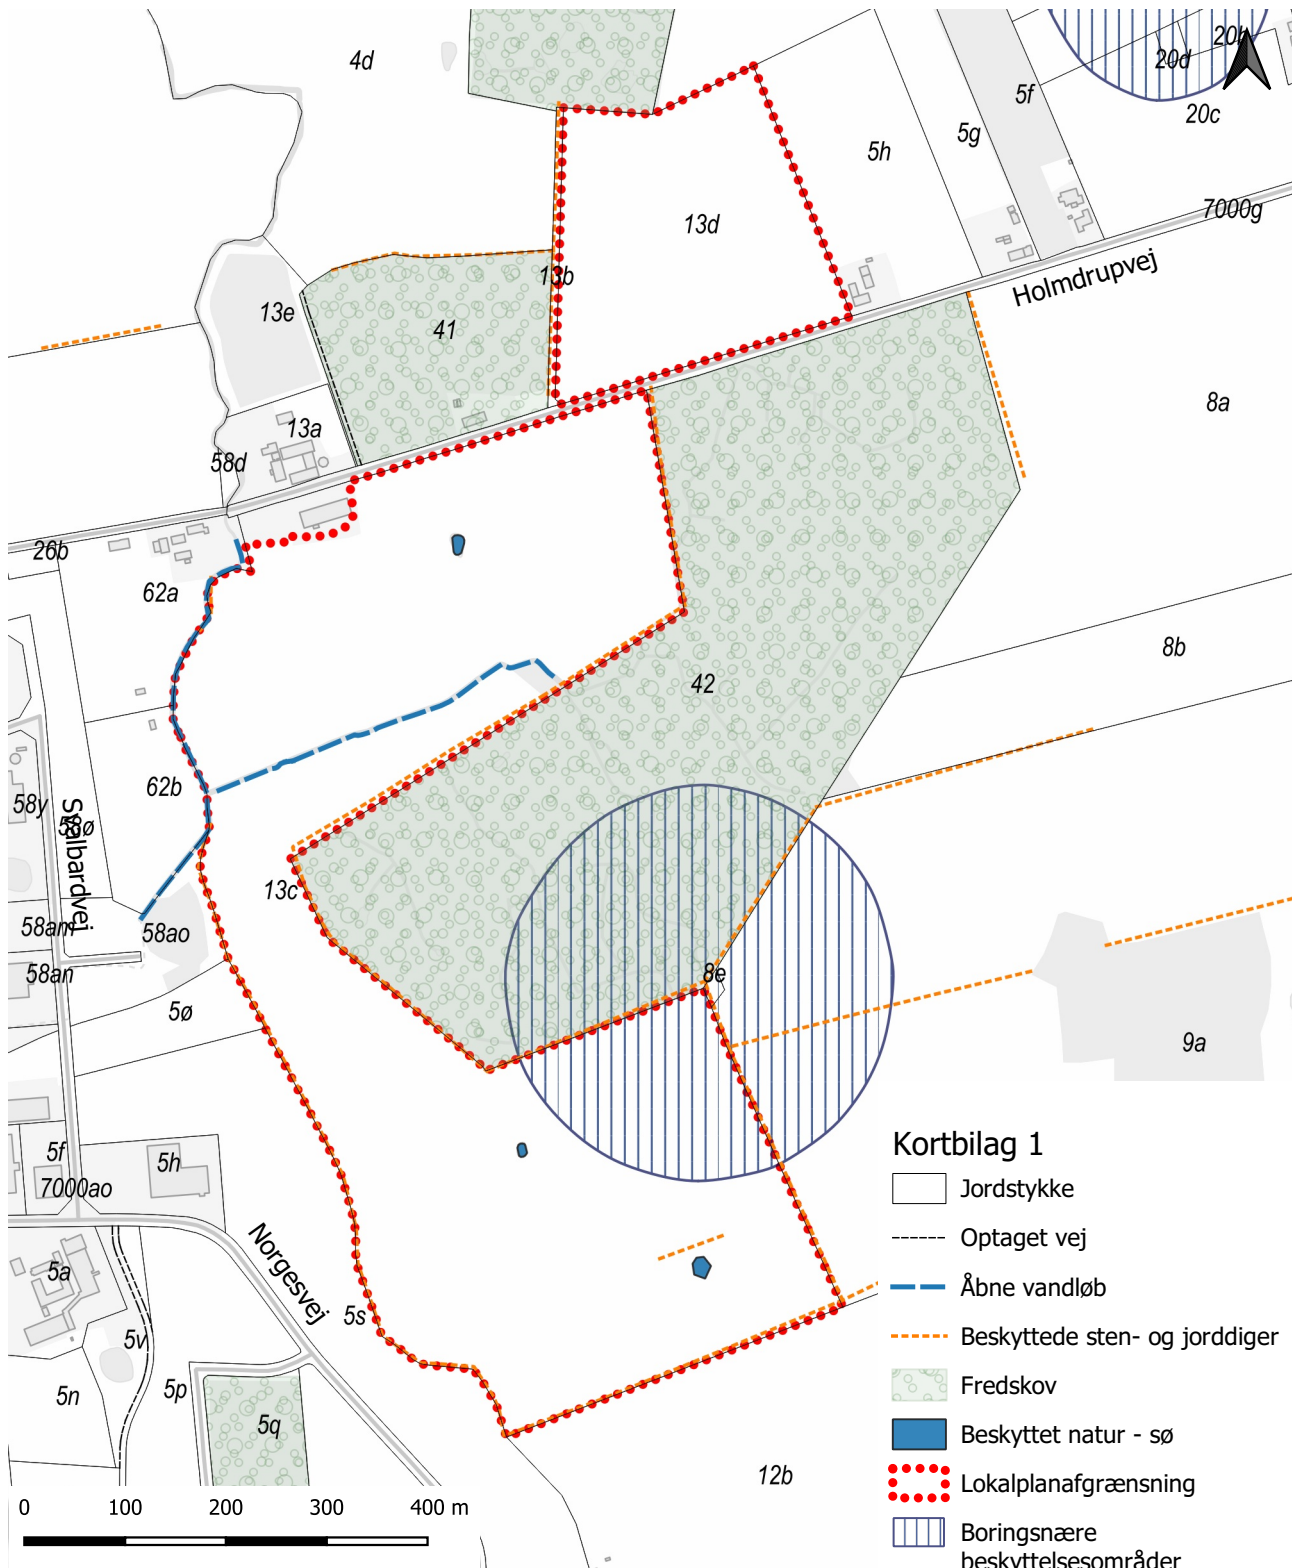 4d
20h
20d
5f
20c
5g
5h
7000g
13d
Holmdrupvej
13b
13e
41
8a
13a
58d
26b
62a
8b
42
62b
58y
58ø
Svalbardvej
13c
58am
58ao
58an
8e
5ø
9a
5f
5h
7000ao
Norgesvej
5a
5s
5v
5n
5p
5q
12b
Kortbilag 1
Jordstykke
Optaget vej
Åbne vandløb
Beskyttede sten- og jorddiger
Fredskov
Beskyttet natur - sø
Lokalplanafgrænsning
Boringsnære
beskyttelsesområder
0 100 200 300 400 m